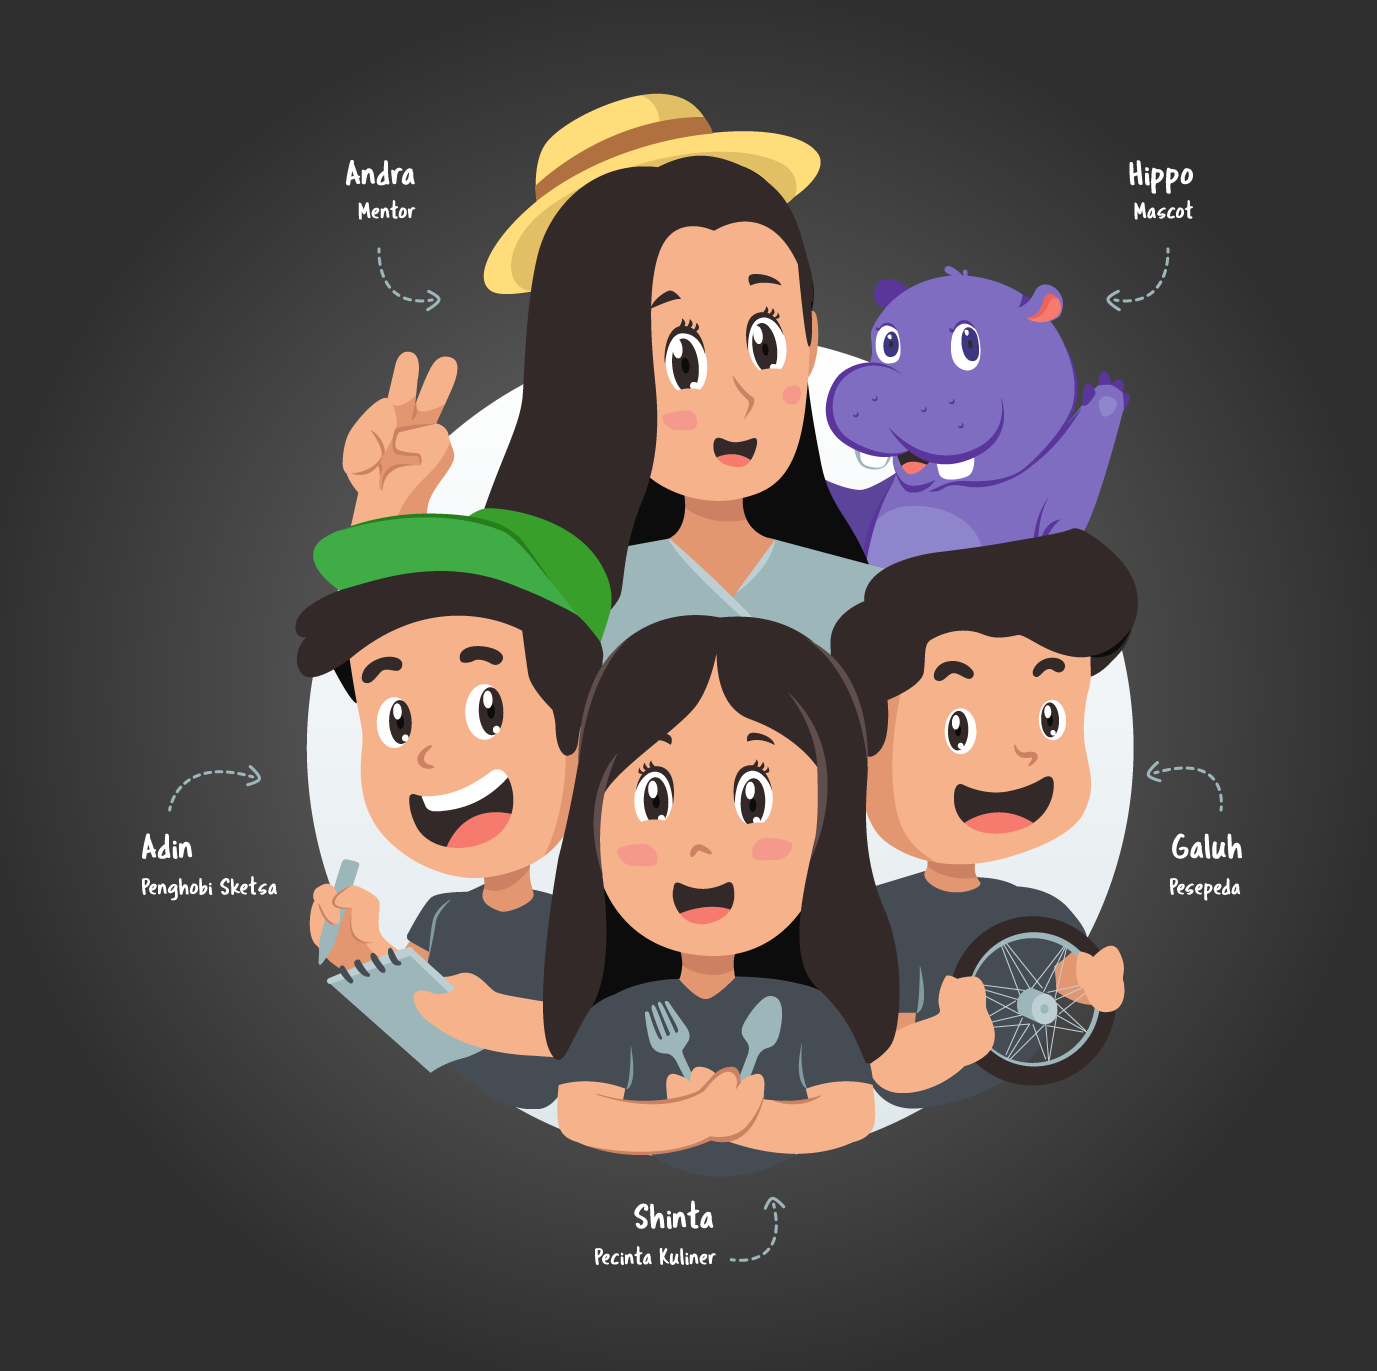 Andra
Mentor
Hippo
Mascot
Adin
Penghobi Sketsa
Galuh
Pesepeda
Shinta
Pecinta Kuliner